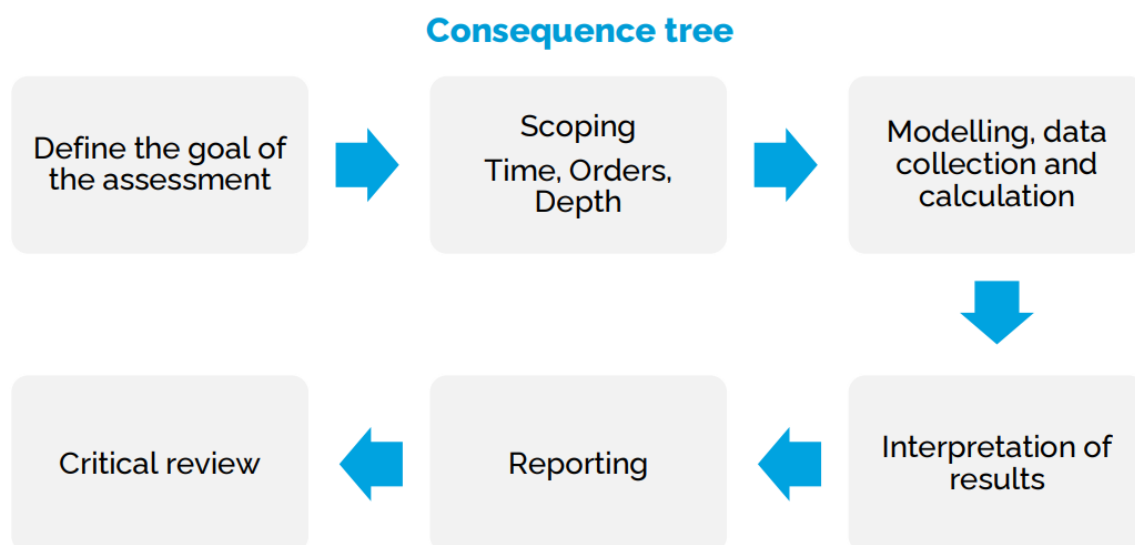 Consequence tree
Define the goal of
the assessment
Scoping
Time, Orders,
Depth
Modelling, data
collection and
calculation
Interpretation of
results
Reporting
Critical review